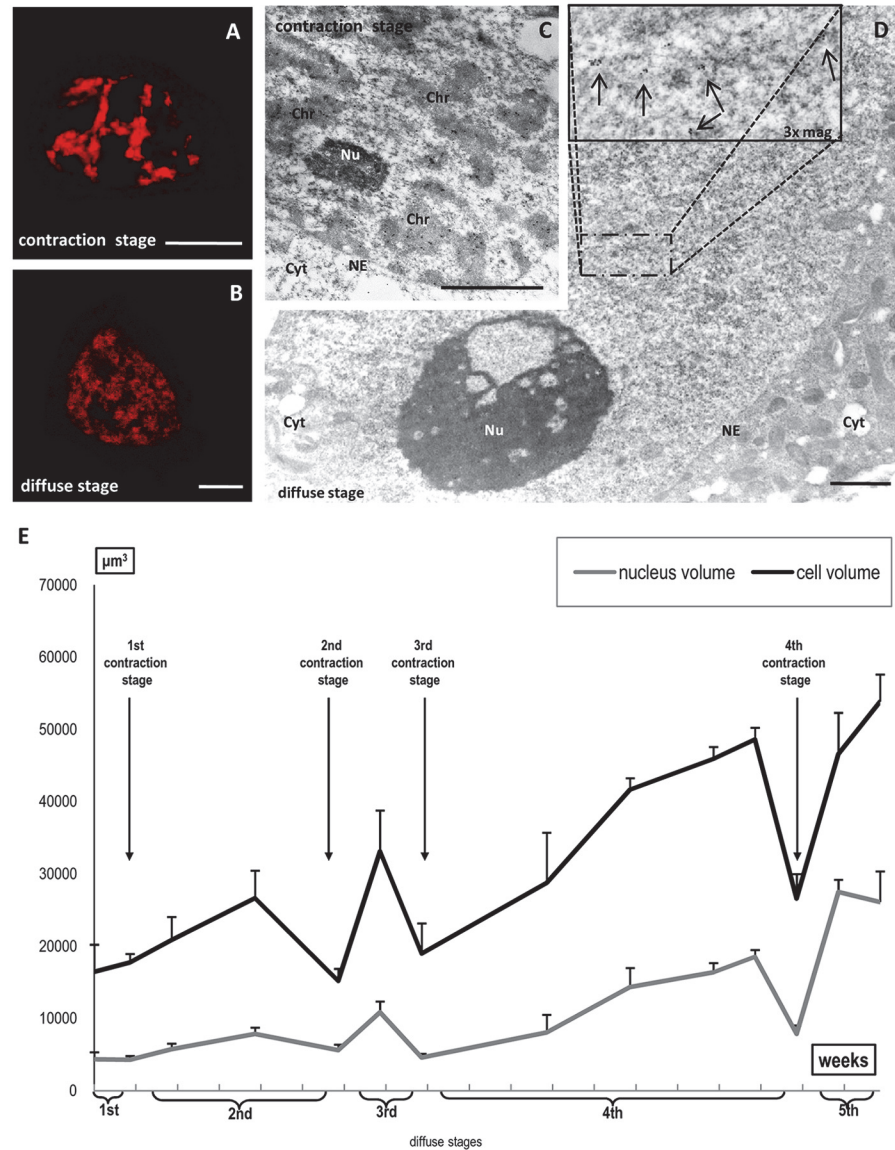 A
contraction stage
B
diffuse stage
contraction stage
C
Chr
Chr
Nu
Chr
Cyt
NE
D
3x mag
Cyt
Nu
NE
Cyt
diffuse stage
E
µm³
nucleus volume
cell volume
70000
60000
50000
40000
30000
20000
10000
0
1st
contraction
stage
2nd
contraction
stage
3rd
contraction
stage
4th
contraction
stage
weeks
1st
2nd
3rd
4th
5th
diffuse stages